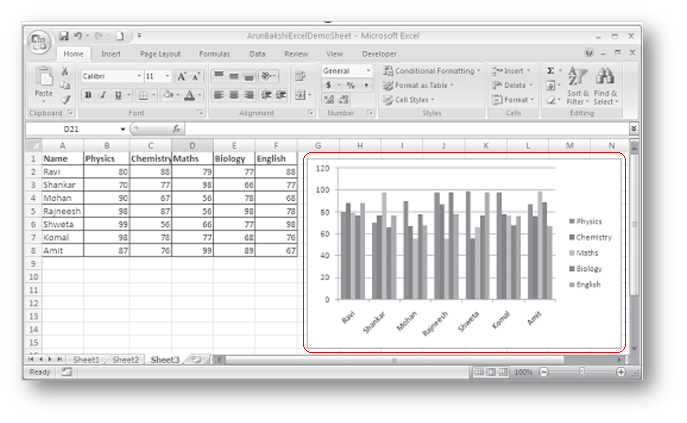 ArunBakshiExcelDemoSheet - Microsoft Excel
Home Insert Page Layout Formulas Data Review View Developer
Paste Calibri 11 A A General Conditional Formatting Insert Σ
B I U A $ % , Format as Table Delete Sort & Find &
Cell Styles Format Filter Select
Clipboard Font Alignment Number Styles Cells Editing
D21 fx
A B C D E F G H I J K L M N
1 Name Physics Chemistry Maths Biology English
2 Ravi 80 88 79 77 88
3 Shankar 70 77 98 66 77
4 Mohan 90 67 56 78 68
5 Rajneesh 98 87 56 98 78
6 Shweta 99 56 66 77 98
7 Komal 98 78 77 68 76
8 Amit 87 76 99 89 67
9
10
11
12
13
14
15
120
100
80
60
40
20
0
Ravi Shankar Mohan Rajneesh Shweta Komal Amit
Physics
Chemistry
Maths
Biology
English
Sheet1 Sheet2 Sheet3
Ready 100%